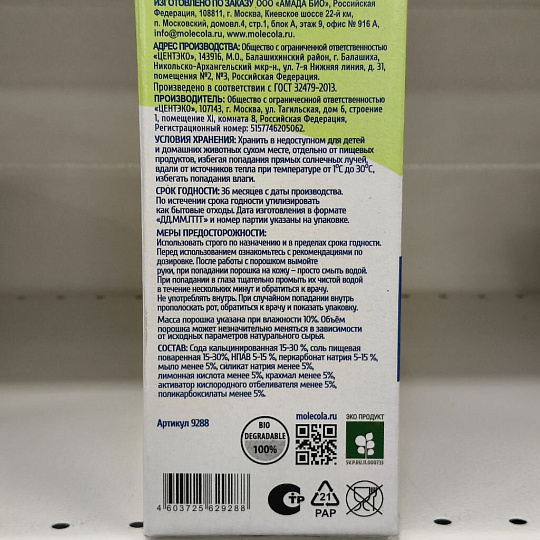 ИЗГОТОВЛЕНО ПО ЗАКАЗУ ООО «АМАДА БИО», Российская
Федерация, 108811, г. Москва, Киевское шоссе 22-й км,
п. Московский, домовл.4, стр.1, блок А, этаж 9, офис № 916 А,
info@molecola.ru, www.molecola.ru
АДРЕС ПРОИЗВОДСТВА: Общество с ограниченной ответственностью
«ЦЕНТЭКО», 143916, М.О., Балашихинский район, г. Балашиха,
Никольско-Архангельский мкр-н, ул. 7-я Нижняя линия, д. 31,
помещения №2, №3, Российская Федерация.
Произведено в соответствии с ГОСТ 32479-2013.
ПРОИЗВОДИТЕЛЬ: Общество с ограниченной ответственностью
«ЦЕНТЭКО», 107143, г. Москва, ул. Тагильская, дом 6, строение
1, помещение XI, комната 8, Российская Федерация,
Регистрационный номер: 5157746205062.
УСЛОВИЯ ХРАНЕНИЯ: Хранить в недоступном для детей
и домашних животных сухом месте, отдельно от пищевых
продуктов, избегая попадания прямых солнечных лучей,
вдали от источников тепла при температуре от 1°C до 30°C,
избегать попадания влаги.
СРОК ГОДНОСТИ: 36 месяцев с даты производства.
По истечении срока годности утилизировать
как бытовые отходы. Дата изготовления в формате
«ДД.ММ.ГГГГ» и номер партии указаны на упаковке.
МЕРЫ ПРЕДОСТОРОЖНОСТИ:
Использовать строго по назначению и в пределах срока годности.
Перед использованием ознакомьтесь с рекомендациями по
дозировке. После работы с порошком вымойте
руки, при попадании порошка на кожу – просто смыть водой.
При попадании в глаза тщательно промыть их чистой водой
в течение нескольких минут и обратиться к врачу.
Не употреблять внутрь. При случайном попадании внутрь
прополоскать рот, обратиться к врачу и показать упаковку.
Масса порошка указана при влажности 10%. Объём
порошка может незначительно меняться в зависимости
от исходных параметров натурального сырья.
СОСТАВ: Сода кальцинированная 15-30 %, соль пищевая
поваренная 15-30%, НПАВ 5-15 %, перкарбонат натрия 5-15 %,
мыло менее 5%, силикат натрия менее 5%,
лимонная кислота менее 5%, крахмал менее 5%,
активатор кислородного отбеливателя менее 5%,
поликарбоксилаты менее 5%.
Артикул 9288
BIO
DEGRADABLE
100%
molecola.ru
ЭКО ПРОДУКТ
SV.P.RU.11.000733
4 603725 629288
СТР
21
PAP